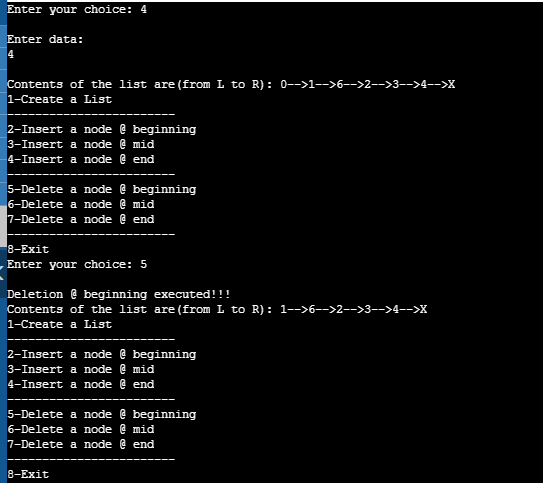 Enter your choice: 4
Enter data:
4
Contents of the list are(from L to R): 0-->1-->6-->2-->3-->4-->X
1-Create a List
------------------------
2-Insert a node @ beginning
3-Insert a node @ mid
4-Insert a node @ end
------------------------
5-Delete a node @ beginning
6-Delete a node @ mid
7-Delete a node @ end
------------------------
8-Exit
Enter your choice: 5
Deletion @ beginning executed!!!
Contents of the list are(from L to R): 1-->6-->2-->3-->4-->X
1-Create a List
------------------------
2-Insert a node @ beginning
3-Insert a node @ mid
4-Insert a node @ end
------------------------
5-Delete a node @ beginning
6-Delete a node @ mid
7-Delete a node @ end
------------------------
8-Exit